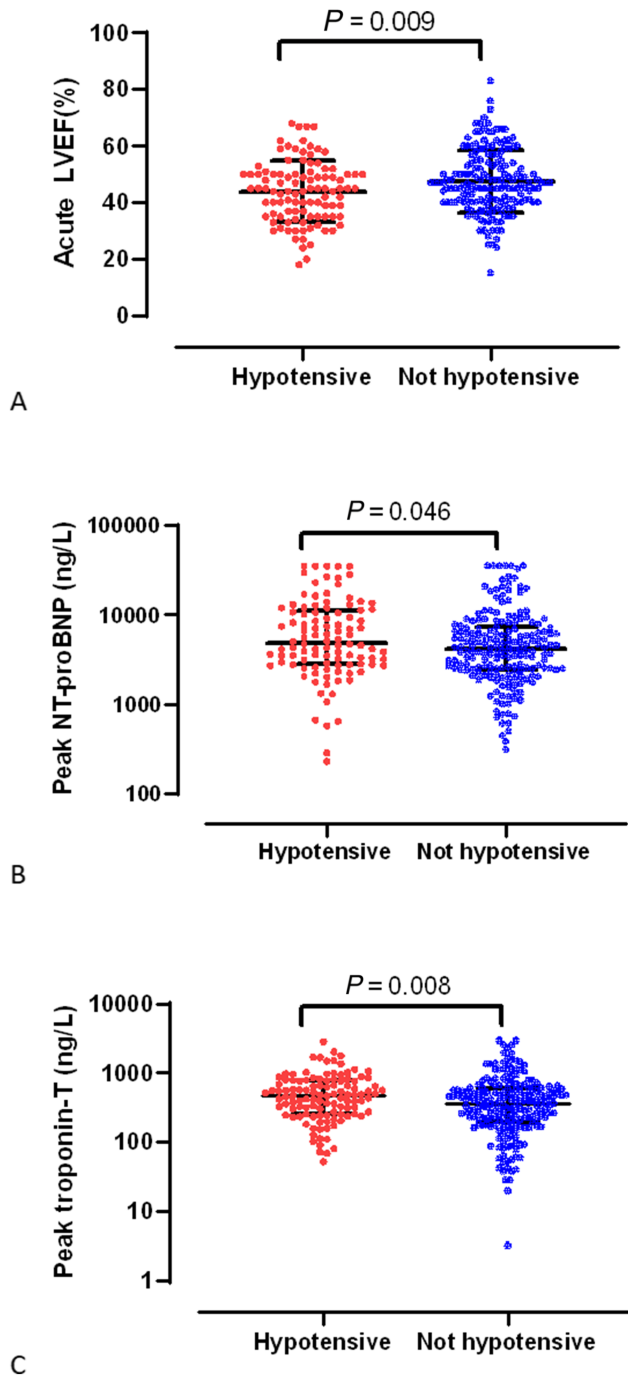 P = 0.009
Acute LVEF(%)
100
80
60
40
20
0
Hypotensive Not hypotensive
A
P = 0.046
Peak NT-proBNP (ng/L)
100000
10000
1000
100
Hypotensive Not hypotensive
B
P = 0.008
Peak troponin-T (ng/L)
10000
1000
100
10
1
Hypotensive Not hypotensive
C